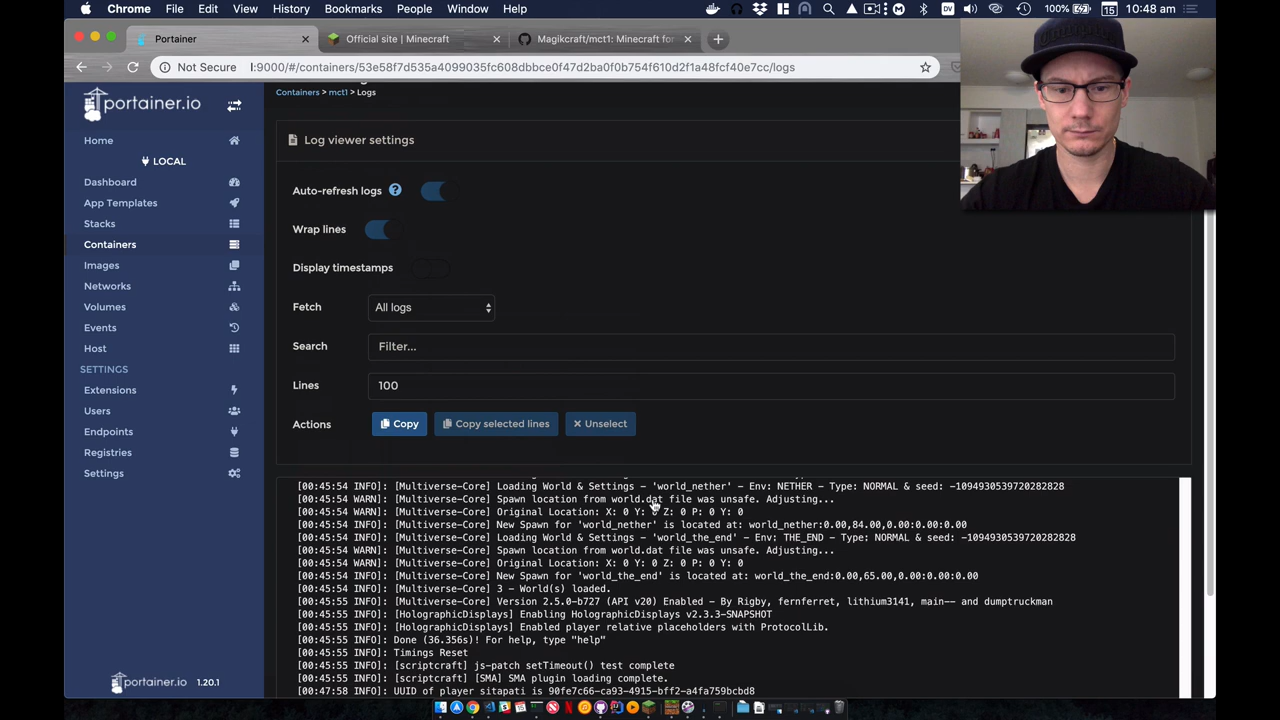 Chrome File Edit View History Bookmarks People Window Help 100% DV 15 10:48 am
Portainer Official site | Minecraft Magikcraft/mct1: Minecraft for
Not Secure l:9000/#/containers/53e58f7d535a4099035fc608dbbce0f47d2ba0f0b754f610d2f1a48fcf40e7cc/logs
portainer.io
Home
LOCAL
Dashboard
App Templates
Stacks
Containers
Images
Networks
Volumes
Events
Host
SETTINGS
Extensions
Users
Endpoints
Registries
Settings
portainer.io 1.20.1
Containers > mct1 > Logs
Log viewer settings
Auto-refresh logs
Wrap lines
Display timestamps
Fetch All logs
Search Filter...
Lines 100
Actions Copy Copy selected lines Unselect
[00:45:54 INFO]: [Multiverse-Core] Loading World & Settings - 'world_nether' - Env: NETHER - Type: NORMAL & seed: -1094930539720282828
[00:45:54 WARN]: [Multiverse-Core] Spawn location from world.dat file was unsafe. Adjusting...
[00:45:54 WARN]: [Multiverse-Core] Original Location: X: 0 Y: 0 Z: 0 P: 0 Y: 0
[00:45:54 INFO]: [Multiverse-Core] New Spawn for 'world_nether' is located at: world_nether:0.00,84.00,0.00:0.00:0.00
[00:45:54 INFO]: [Multiverse-Core] Loading World & Settings - 'world_the_end' - Env: THE_END - Type: NORMAL & seed: -1094930539720282828
[00:45:54 WARN]: [Multiverse-Core] Spawn location from world.dat file was unsafe. Adjusting...
[00:45:54 WARN]: [Multiverse-Core] Original Location: X: 0 Y: 0 Z: 0 P: 0 Y: 0
[00:45:54 INFO]: [Multiverse-Core] New Spawn for 'world_the_end' is located at: world_the_end:0.00,65.00,0.00:0.00:0.00
[00:45:54 INFO]: [Multiverse-Core] 3 - World(s) loaded.
[00:45:54 INFO]: [Multiverse-Core] Version 2.5.0-b727 (API v20) Enabled - By Rigby, fernferret, lithium3141, main-- and dumptruckman
[00:45:55 INFO]: [HolographicDisplays] Enabling HolographicDisplays v2.3.3-SNAPSHOT
[00:45:55 INFO]: [HolographicDisplays] Enabled player relative placeholders with ProtocolLib.
[00:45:55 INFO]: Done (36.356s)! For help, type "help"
[00:45:55 INFO]: Timings Reset
[00:45:55 INFO]: [scriptcraft] js-patch setTimeout() test complete
[00:45:55 INFO]: [scriptcraft] [SMA] SMA plugin loading complete.
[00:47:58 INFO]: UUID of player sitapati is 90fe7c66-ca93-4915-bff2-a4fa759bcbd8